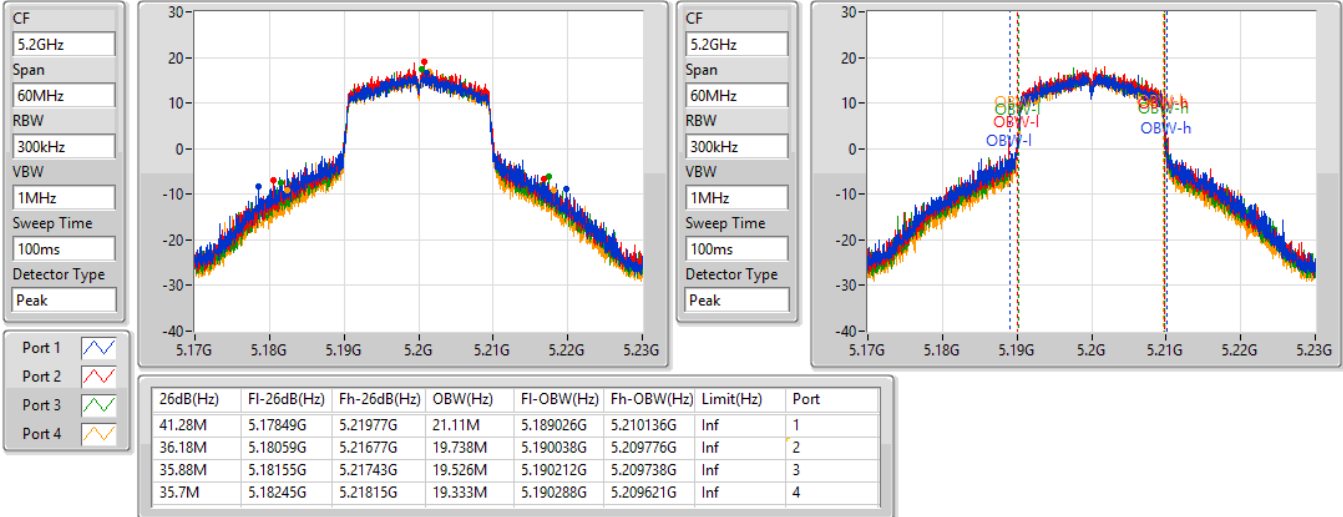 CF
5.2GHz
Span
60MHz
RBW
300kHz
VBW
1MHz
Sweep Time
100ms
Detector Type
Peak
30
20
10
0
-10
-20
-30
-40
5.17G 5.18G 5.19G 5.2G 5.21G 5.22G 5.23G
CF
5.2GHz
Span
60MHz
RBW
300kHz
VBW
1MHz
Sweep Time
100ms
Detector Type
Peak
30
20
10
0
-10
-20
-30
-40
OBW-l
OBW-l
OBW-l
OBW-h
OBW-h
5.17G 5.18G 5.19G 5.2G 5.21G 5.22G 5.23G
Port 1
Port 2
Port 3
Port 4
26dB(Hz) Fl-26dB(Hz) Fh-26dB(Hz) OBW(Hz) Fl-OBW(Hz) Fh-OBW(Hz) Limit(Hz) Port
41.28M 5.17849G 5.21977G 21.11M 5.189026G 5.210136G Inf 1
36.18M 5.18059G 5.21677G 19.738M 5.190038G 5.209776G Inf 2
35.88M 5.18155G 5.21743G 19.526M 5.190212G 5.209738G Inf 3
35.7M 5.18245G 5.21815G 19.333M 5.190288G 5.209621G Inf 4